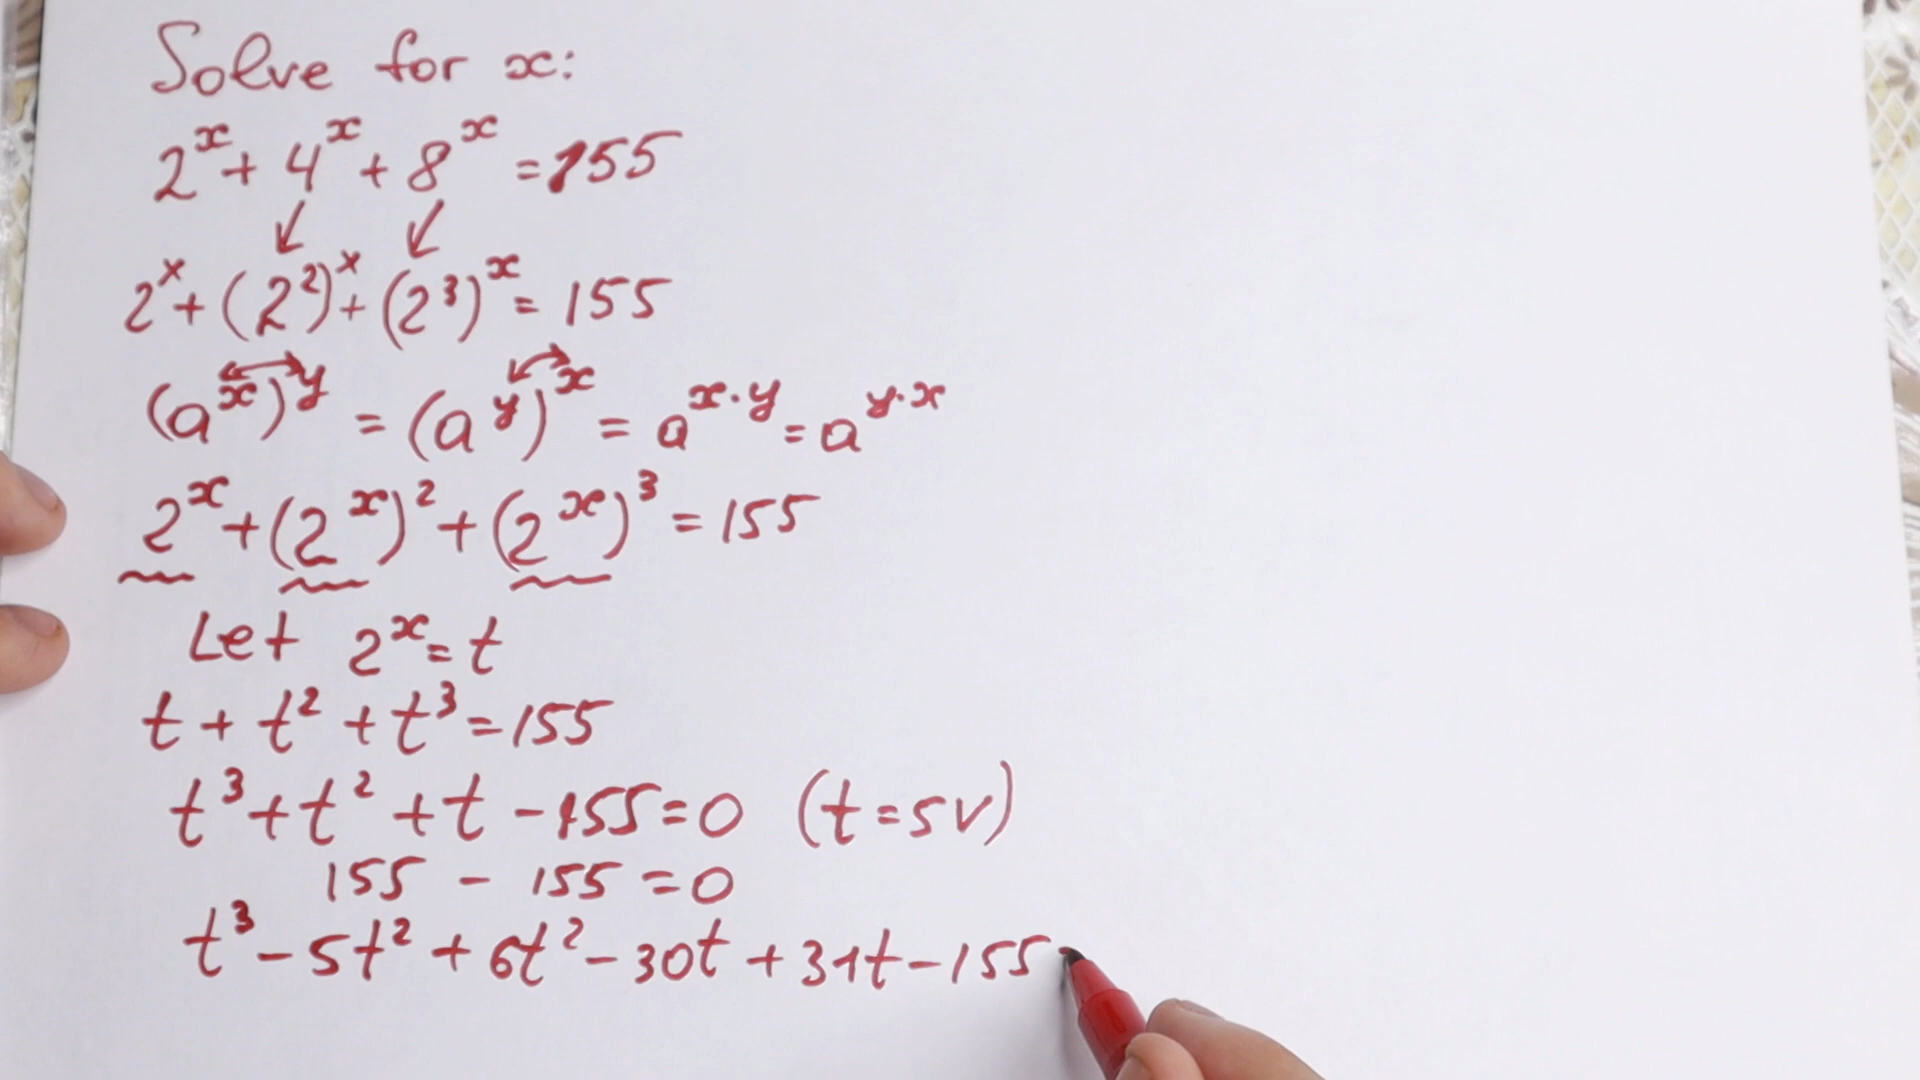 Solve for x:
2^x + 4^x + 8^x = 155
2^x + (2^2)^x + (2^3)^x = 155
(a^x)^y = (a^y)^x = a^x·y = a^y·x
2^x + (2^x)^2 + (2^x)^3 = 155
Let 2^x = t
t + t^2 + t^3 = 155
t^3 + t^2 + t - 155 = 0 (t = 5 v)
155 - 155 = 0
t^3 - 5t^2 + 6t^2 - 30t + 31t - 155